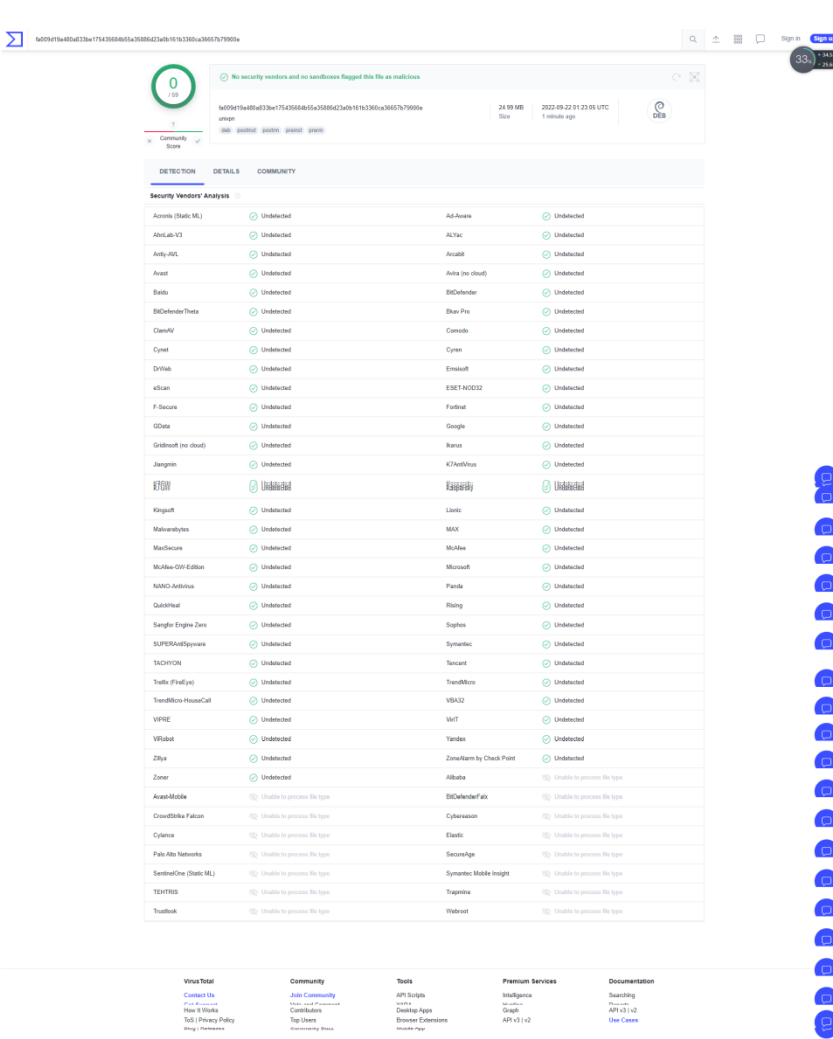 Sign in Sign u
33%
0
/ 59
No security vendors and no sandboxes flagged this file as malicious
univpn
deb postinst postrm preinst prerm
24.99 MB
Size
2022-09-22 01:23:05 UTC
1 minute ago
DEB
?
Community
Score
DETECTION DETAILS COMMUNITY
Security Vendors' Analysis
Acronis (Static ML) Undetected Ad-Aware Undetected
AhnLab-V3 Undetected ALYac Undetected
Antiy-AVL Undetected Arcabit Undetected
Avast Undetected Avira (no cloud) Undetected
Baidu Undetected BitDefender Undetected
BitDefenderTheta Undetected Bkav Pro Undetected
ClamAV Undetected Comodo Undetected
Cynet Undetected Cyren Undetected
DrWeb Undetected Emsisoft Undetected
eScan Undetected ESET-NOD32 Undetected
F-Secure Undetected Fortinet Undetected
GData Undetected Google Undetected
Gridinsoft (no cloud) Undetected Ikarus Undetected
Jiangmin Undetected K7AntiVirus Undetected
K7GW Undetected Kaspersky Undetected
Kingsoft Undetected Lionic Undetected
Malwarebytes Undetected MAX Undetected
MaxSecure Undetected McAfee Undetected
McAfee-GW-Edition Undetected Microsoft Undetected
NANO-Antivirus Undetected Panda Undetected
QuickHeal Undetected Rising Undetected
Sangfor Engine Zero Undetected Sophos Undetected
SUPERAntiSpyware Undetected Symantec Undetected
TACHYON Undetected Tencent Undetected
Trellix (FireEye) Undetected TrendMicro Undetected
TrendMicro-HouseCall Undetected VBA32 Undetected
VIPRE Undetected VirIT Undetected
ViRobot Undetected Yandex Undetected
Zillya Undetected ZoneAlarm by Check Point Undetected
Zoner Undetected Alibaba Unable to process file type
Avast-Mobile Unable to process file type BitDefenderFalx Unable to process file type
CrowdStrike Falcon Unable to process file type Cybereason Unable to process file type
Cylance Unable to process file type Elastic Unable to process file type
Palo Alto Networks Unable to process file type SecureAge Unable to process file type
SentinelOne (Static ML) Unable to process file type Symantec Mobile Insight Unable to process file type
TEHTRIS Unable to process file type Trapmine Unable to process file type
Trustlook Unable to process file type Webroot Unable to process file type
VirusTotal Community Tools Premium Services Documentation
Contact Us Join Community API Scripts Intelligence Searching
How It Works Contributors Desktop Apps Graph API v3 | v2
ToS | Privacy Policy Top Users Browser Extensions API v3 | v2 Use Cases